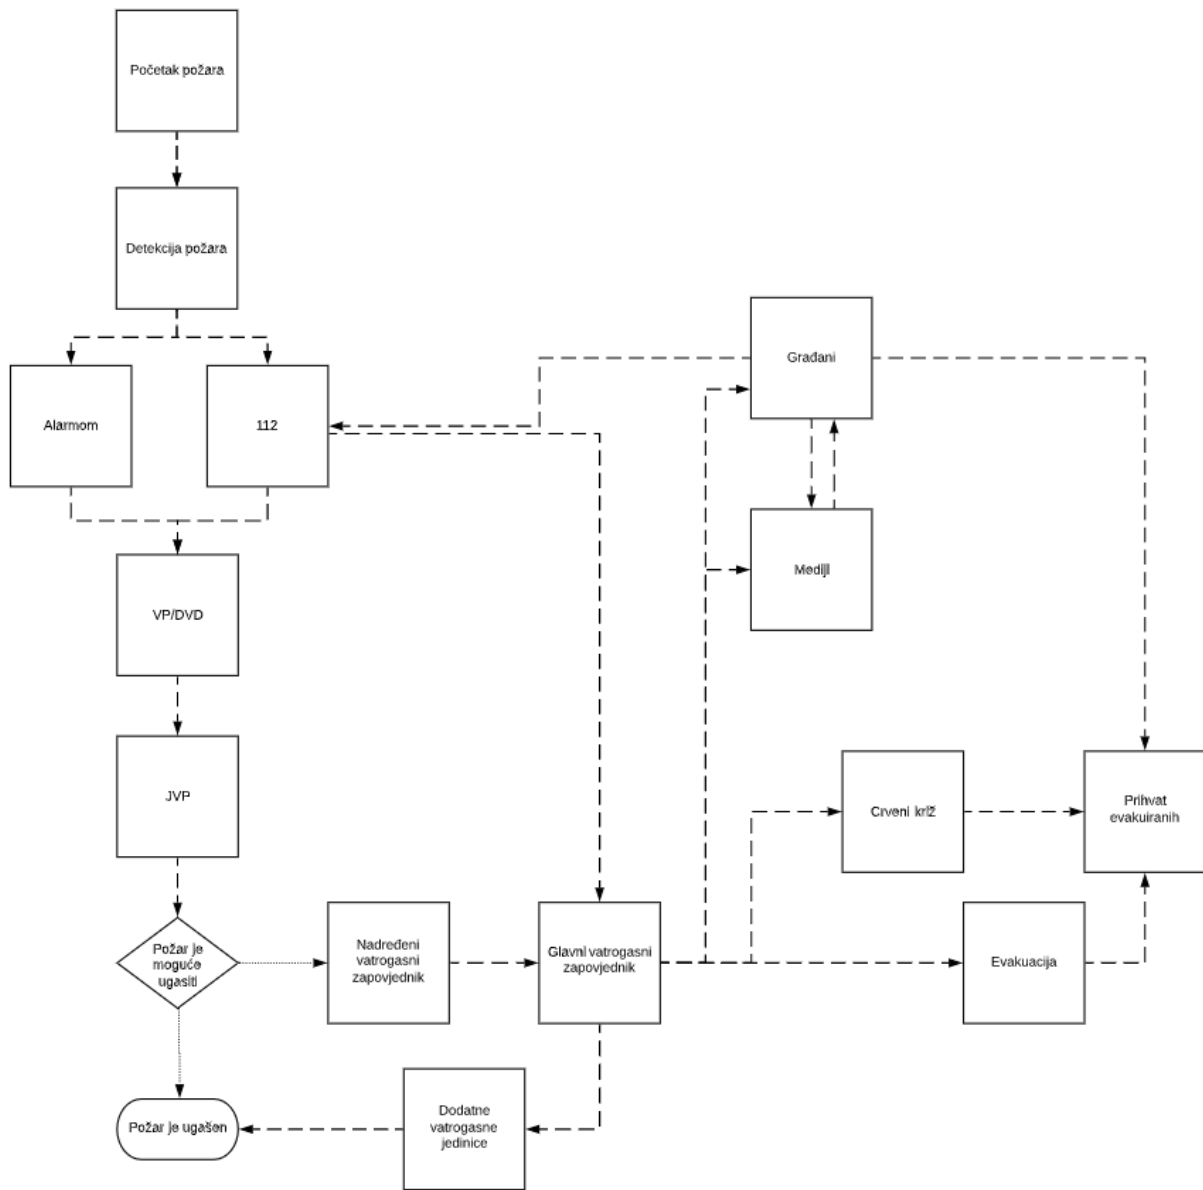 Početak požara
Detekcija požara
Alarmom
112
Građani
Mediji
VP/DVD
JVP
Crveni križ
Prihvat
evakuiranih
Požar je
moguće
ugasiti
Nadređeni
vatrogasni
zapovjednik
Glavni vatrogasni
zapovjednik
Evakuacija
Požar je ugašen
Dodatne
vatrogasne
jedinice